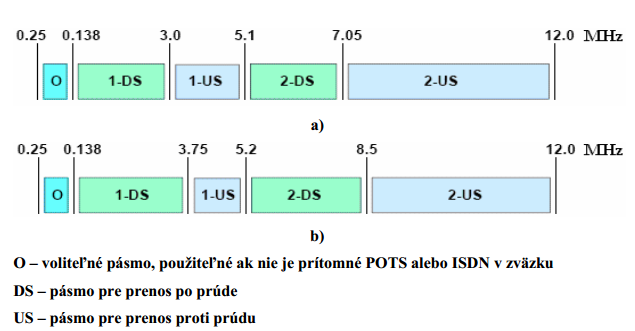 0.25 0.138 3.0 5.1 7.05 12.0 MHz
O 1-DS 1-US 2-DS 2-US
a)
0.25 0.138 3.75 5.2 8.5 12.0 MHz
O 1-DS 1-US 2-DS 2-US
b)
O – voliteľné pásmo, použiteľné ak nie je prítomné POTS alebo ISDN v zväzku
DS – pásmo pre prenos po prúde
US – pásmo pre prenos proti prúdu